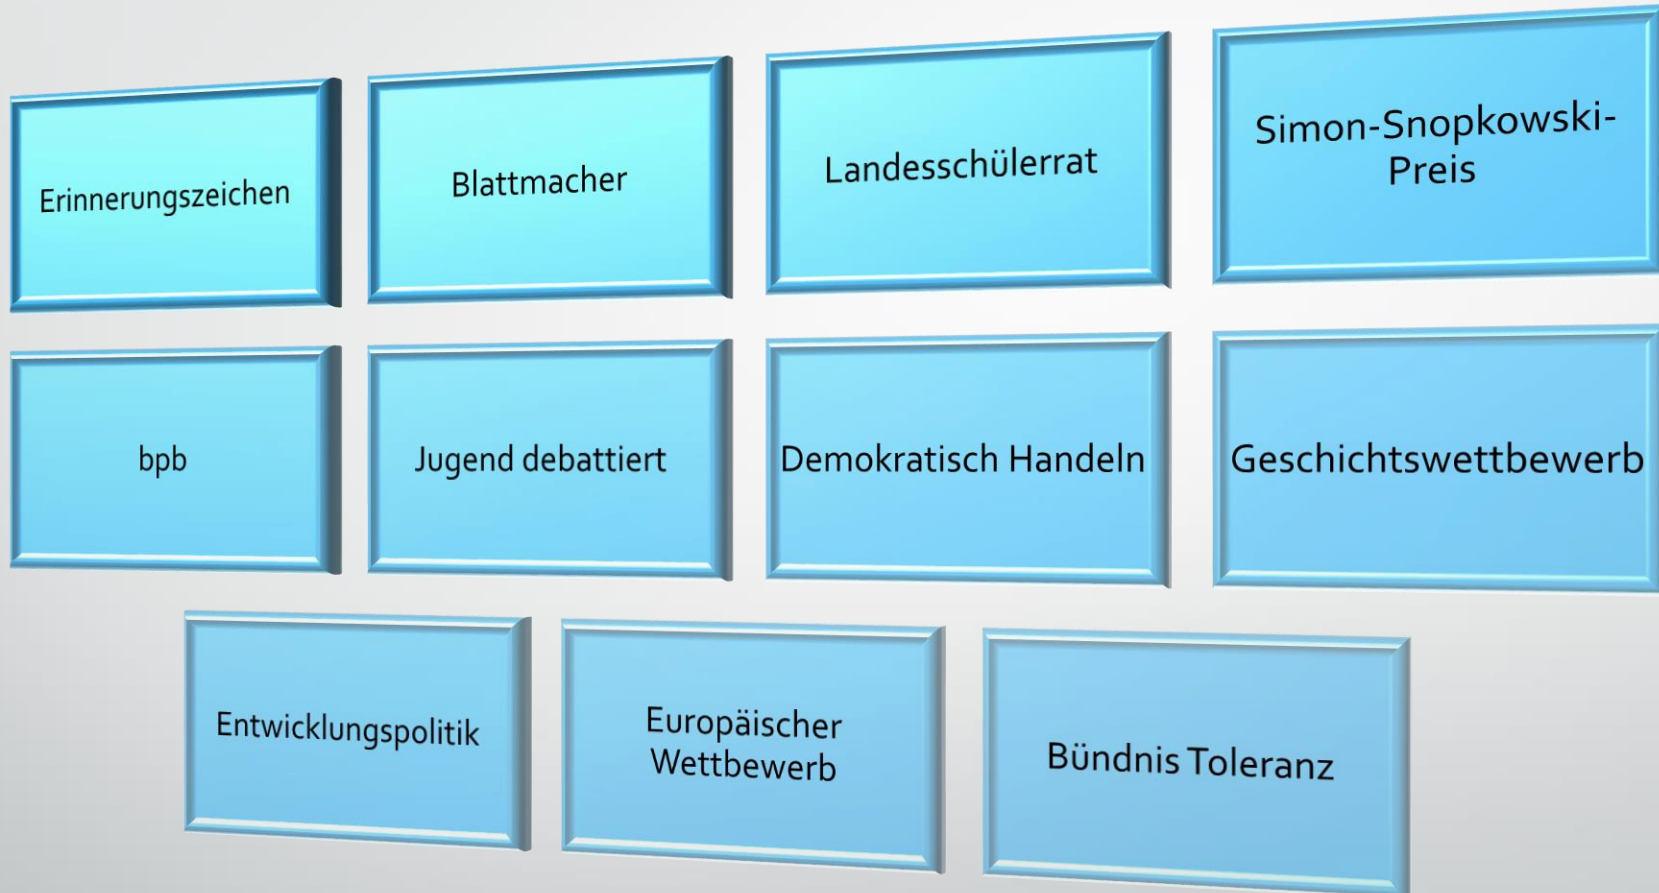 Erinnerungszeichen
Blattmacher
Landesschülerrat
Simon-Snopkowski-
Preis
bpb
Jugend debattiert
Demokratisch Handeln
Geschichtswettbewerb
Entwicklungspolitik
Europäischer
Wettbewerb
Bündnis Toleranz